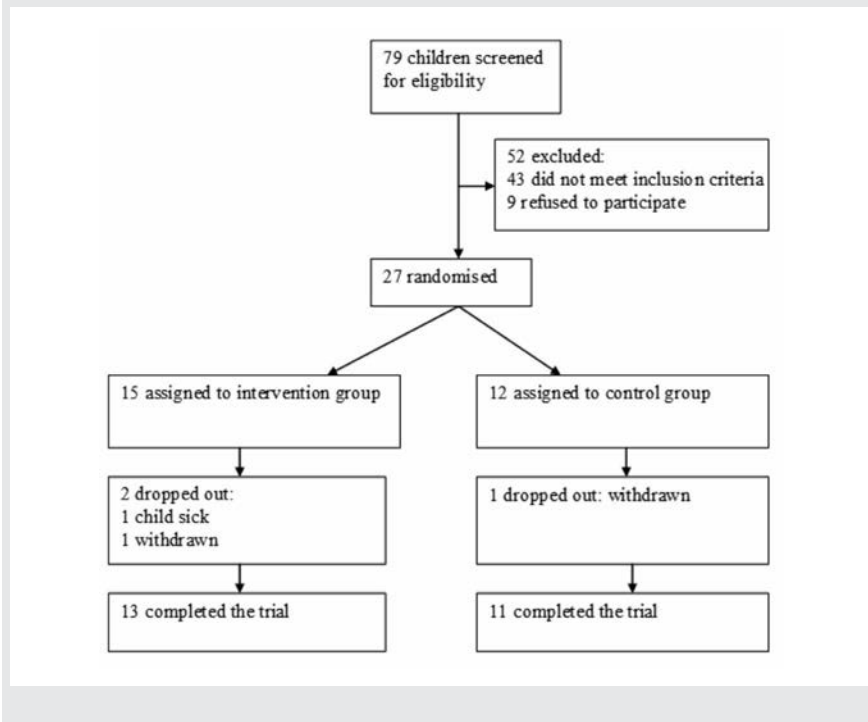 79 children screened
for eligibility
52 excluded:
43 did not meet inclusion criteria
9 refused to participate
27 randomised
15 assigned to intervention group
12 assigned to control group
2 dropped out:
1 child sick
1 withdrawn
1 dropped out: withdrawn
13 completed the trial
11 completed the trial